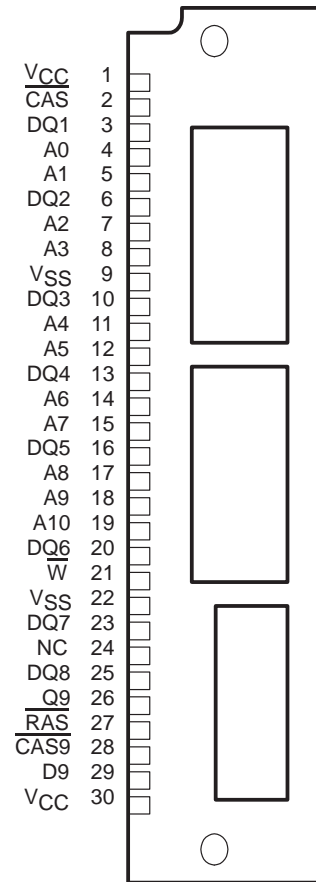 VCC 1
CAS 2
DQ1 3
A0 4
A1 5
DQ2 6
A2 7
A3 8
VSS 9
DQ3 10
A4 11
A5 12
DQ4 13
A6 14
A7 15
DQ5 16
A8 17
A9 18
A10 19
DQ6 20
W 21
VSS 22
DQ7 23
NC 24
DQ8 25
Q9 26
RAS 27
CAS9 28
D9 29
VCC 30